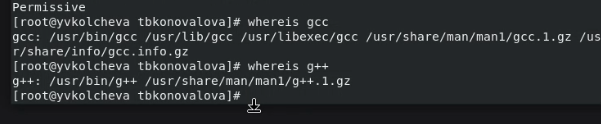 Permissive
[root@yvkolcheva tbkonovalova]# whereis gcc
gcc: /usr/bin/gcc /usr/lib/gcc /usr/libexec/gcc /usr/share/man/man1/gcc.1.gz /us
r/share/info/gcc.info.gz
[root@yvkolcheva tbkonovalova]# whereis g++
g++: /usr/bin/g++ /usr/share/man/man1/g++.1.gz
[root@yvkolcheva tbkonovalova]#